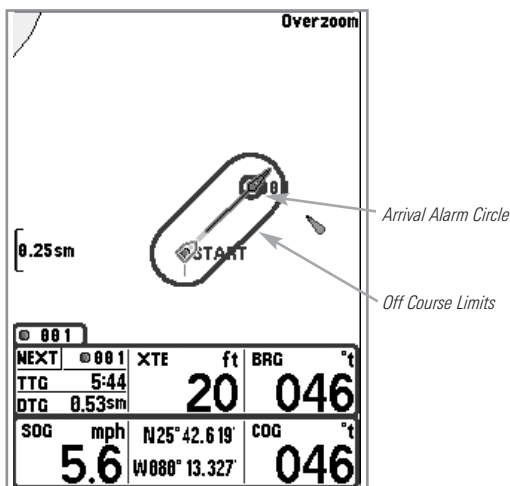 Overzoom
001
Arrival Alarm Circle
START
0.25sm
Off Course Limits
001
NEXT 001 XTE ft BRG °t
TTG 5:44
20 046
DTG 0.53sm
SOG mph N25° 42.619' COG °t
5.6 W080° 13.327' 046